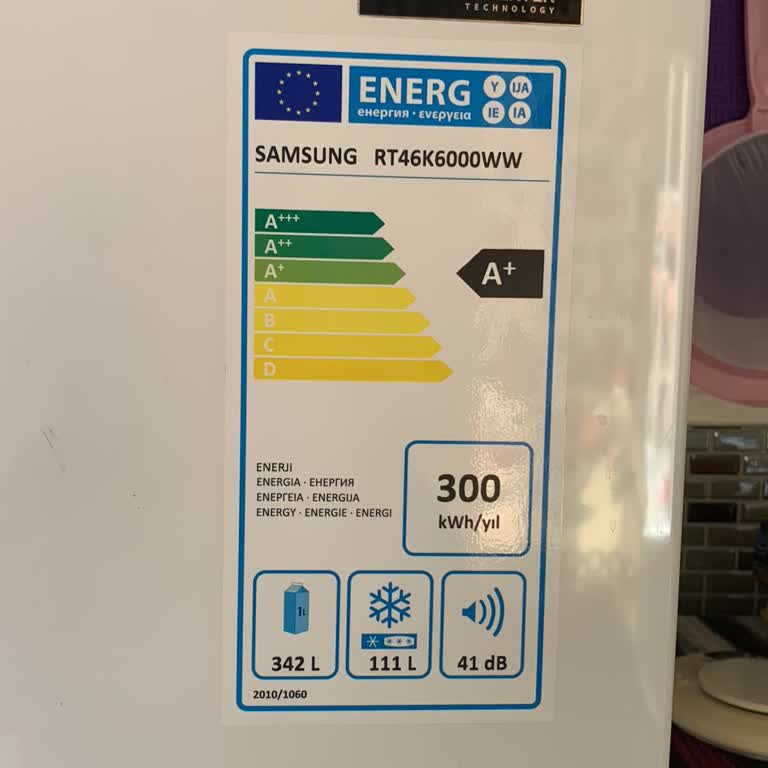 TECHNOLOGY
ENERG
енергия · ενεργεια
Y IJA
IE IA
SAMSUNG RT46K6000WW
A+++
A++
A+
A
B
C
D
A+
ENERJi
ENERGIA · ЕНЕРГИЯ
ΕΝΕΡΓΕΙΑ · ENERGIJA
ENERGY · ENERGIE · ENERGI
300
kWh/yıl
1L
342 L
111 L
41 dB
2010/1060